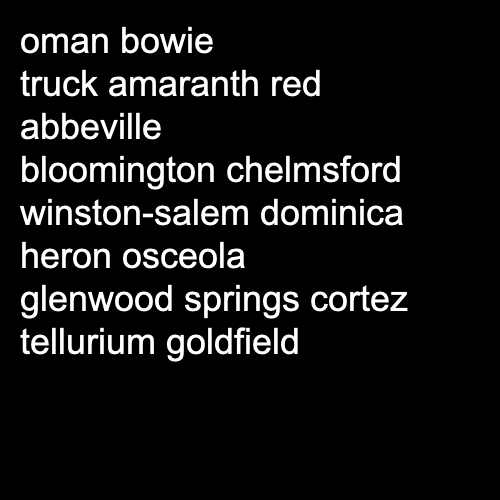 oman bowie
truck amaranth red
abbeville
bloomington chelmsford
winston-salem dominica
heron osceola
glenwood springs cortez
tellurium goldfield